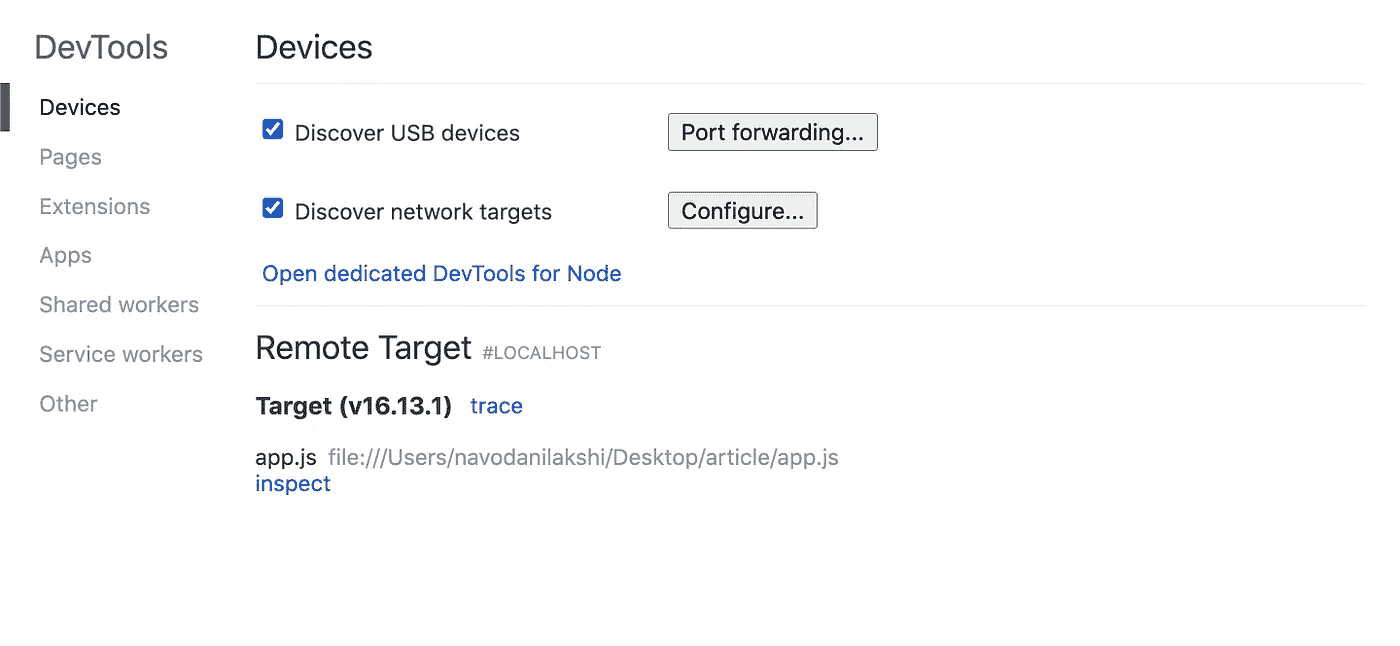 DevTools
Devices
Pages
Extensions
Apps
Shared workers
Service workers
Other
Devices
Discover USB devices
Port forwarding...
Discover network targets
Configure...
Open dedicated DevTools for Node
Remote Target #LOCALHOST
Target (v16.13.1) trace
app.js file:///Users/navodanilakshi/Desktop/article/app.js
inspect